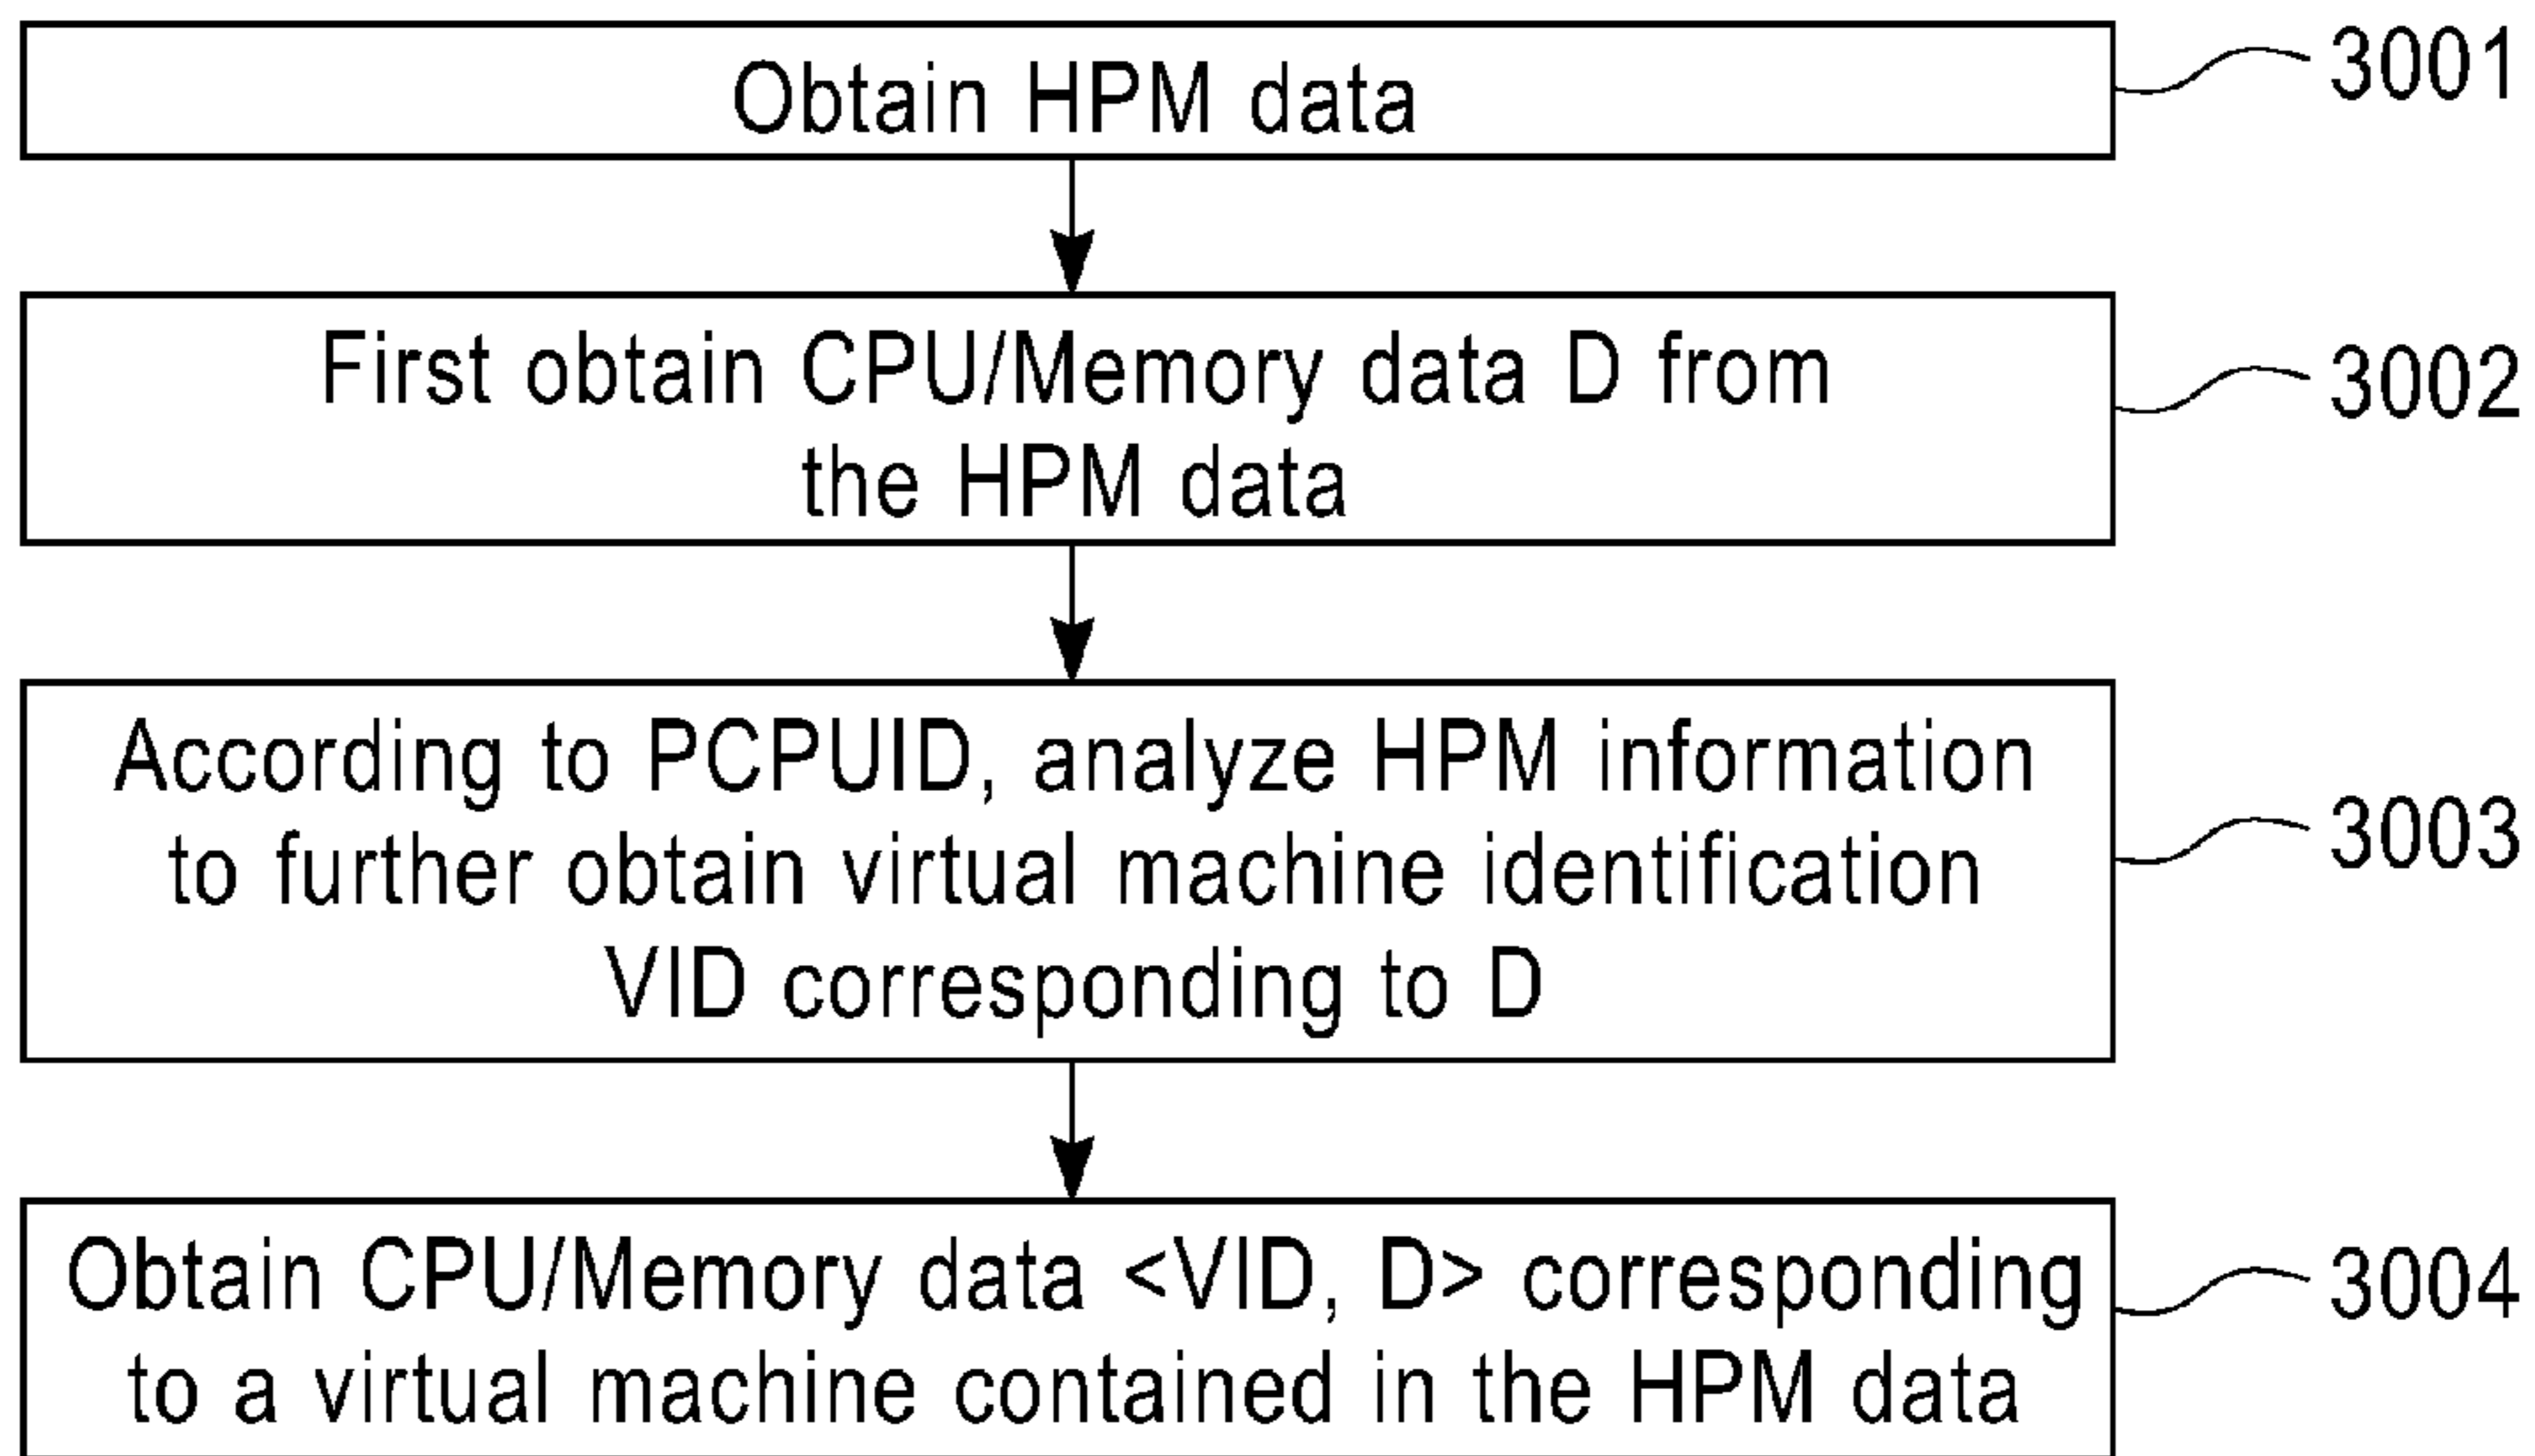 Obtain HPM data
3001
First obtain CPU/Memory data D from
the HPM data
3002
According to PCPUID, analyze HPM information
to further obtain virtual machine identification
VID corresponding to D
3003
Obtain CPU/Memory data <VID, D> corresponding
to a virtual machine contained in the HPM data
3004